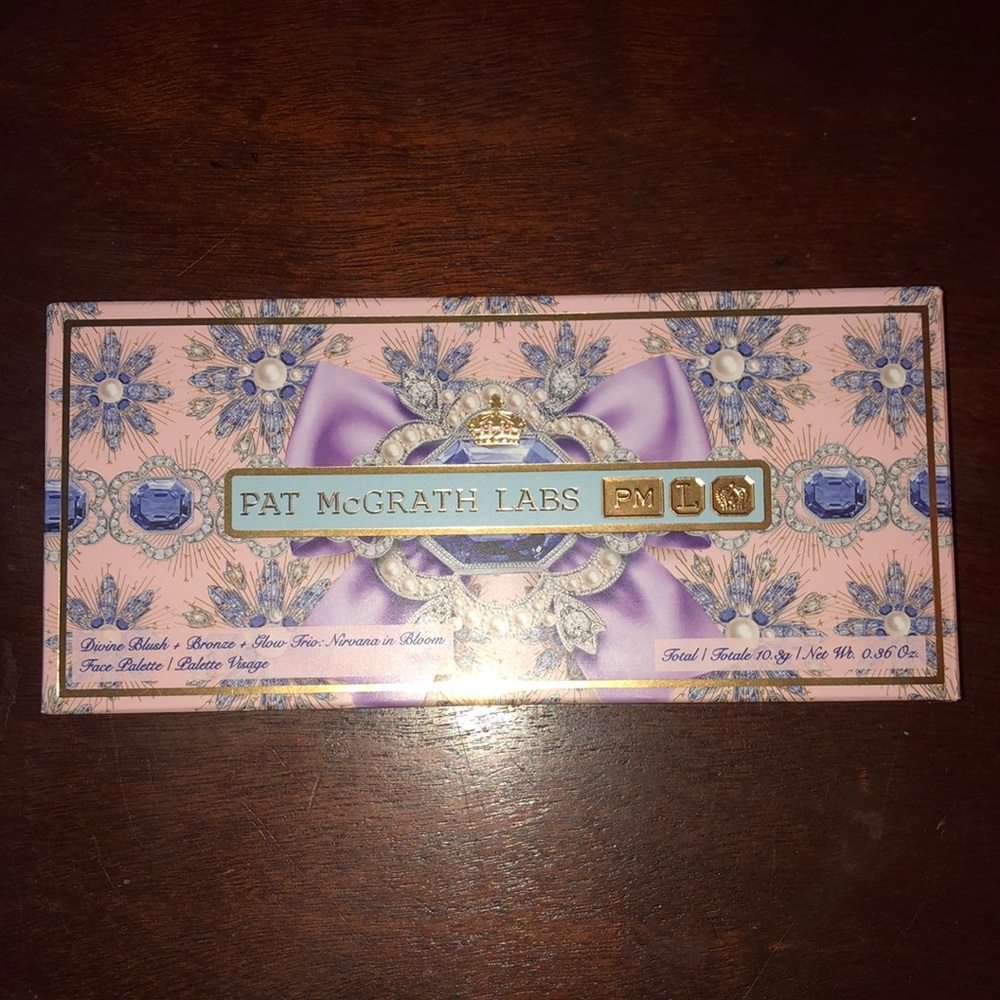 PAT McGRATH LABS PM L
Divine Blush + Bronze + Glow Trio: Nirvana in Bloom
Face Palette | Palette Visage
Total | Totale 10.3g | Net Wt. 0.36 Oz.